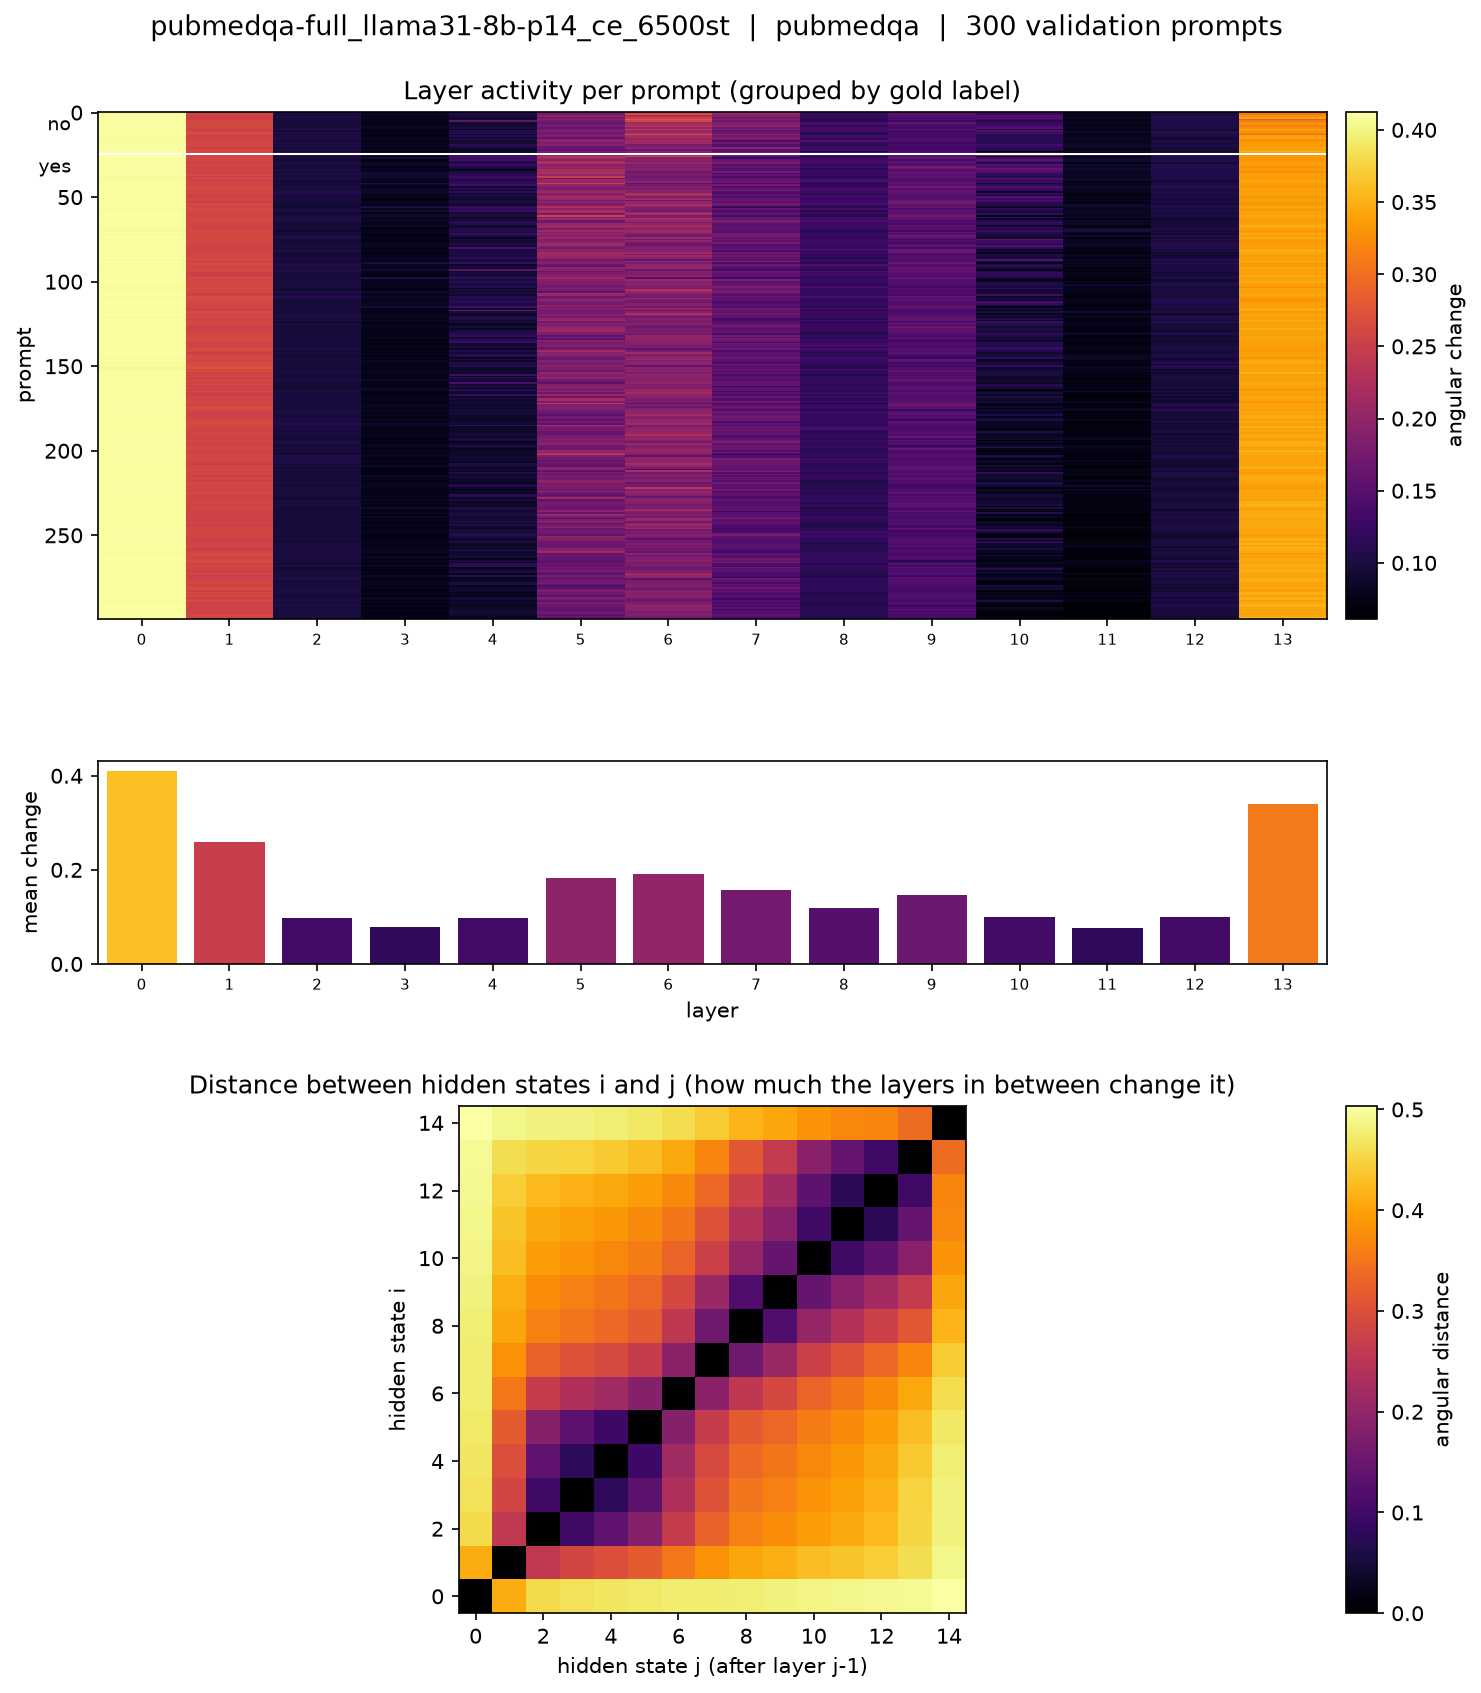 pubmedqa-full_llama31-8b-p14_ce_6500st | pubmedqa | 300 validation prompts
Layer activity per prompt (grouped by gold label)
prompt
0
no
yes
50
100
150
200
250
0 1 2 3 4 5 6 7 8 9 10 11 12 13
0.40
0.35
0.30
0.25
0.20
0.15
0.10
angular change
mean change
0.4
0.2
0.0
0 1 2 3 4 5 6 7 8 9 10 11 12 13
layer
Distance between hidden states i and j (how much the layers in between change it)
hidden state i
14
12
10
8
6
4
2
0
0 2 4 6 8 10 12 14
hidden state j (after layer j-1)
0.5
0.4
0.3
0.2
0.1
0.0
angular distance